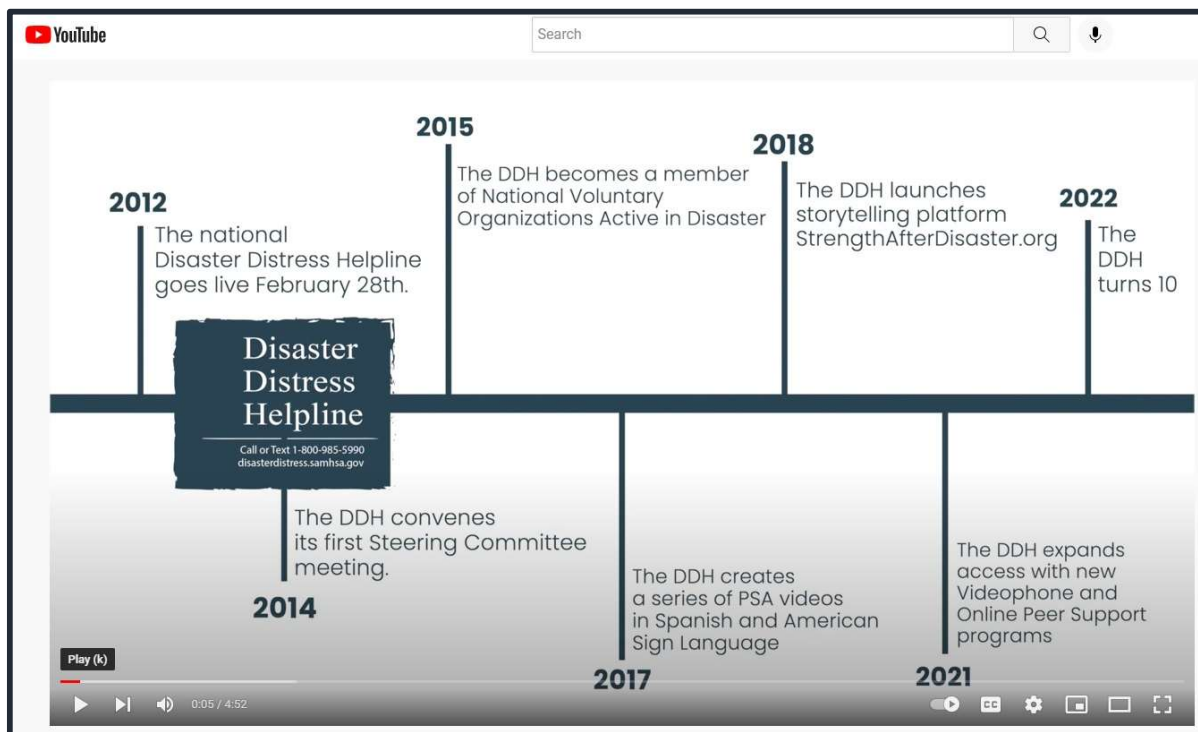 YouTube
Search
2012
The national
Disaster Distress Helpline
goes live February 28th.
Disaster
Distress
Helpline
Call or Text 1-800-985-5990
disasterdistress.samhsa.gov
The DDH convenes
its first Steering Committee
meeting.
2014
2015
The DDH becomes a member
of National Voluntary
Organizations Active in Disaster
The DDH creates
a series of PSA videos
in Spanish and American
Sign Language
2017
2018
The DDH launches
storytelling platform
StrengthAfterDisaster.org
The DDH expands
access with new
Videophone and
Online Peer Support
programs
2021
2022
The
DDH
turns 10
Play (k)
0:05 / 4:52
CC